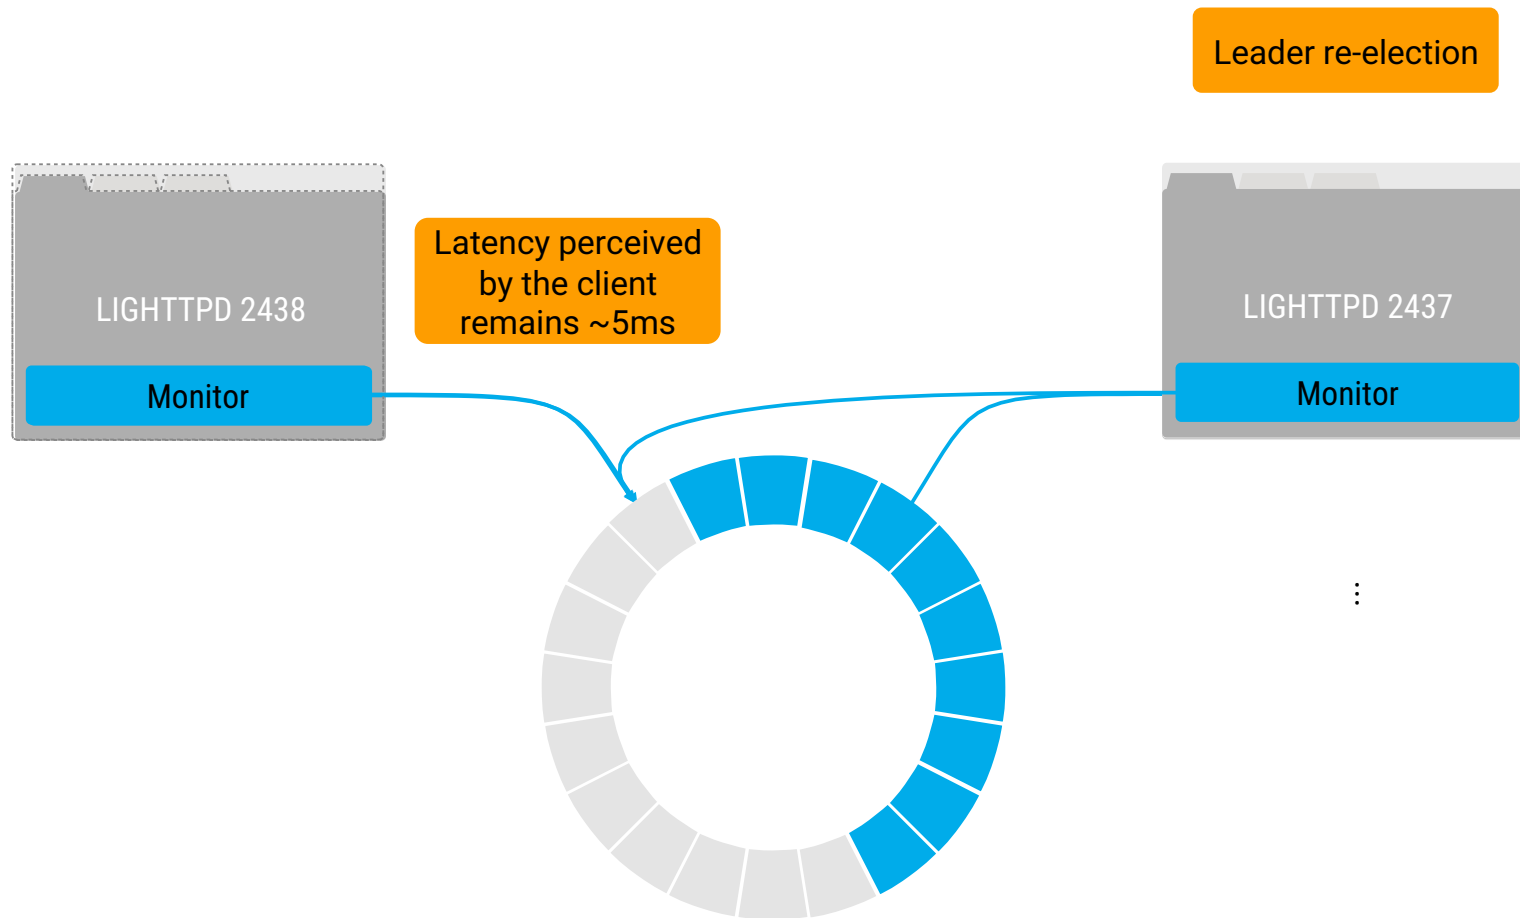 Leader re-election
Latency perceived
by the client
remains ~5ms
LIGHTTPD 2438
LIGHTTPD 2437
Monitor
Monitor
⋮